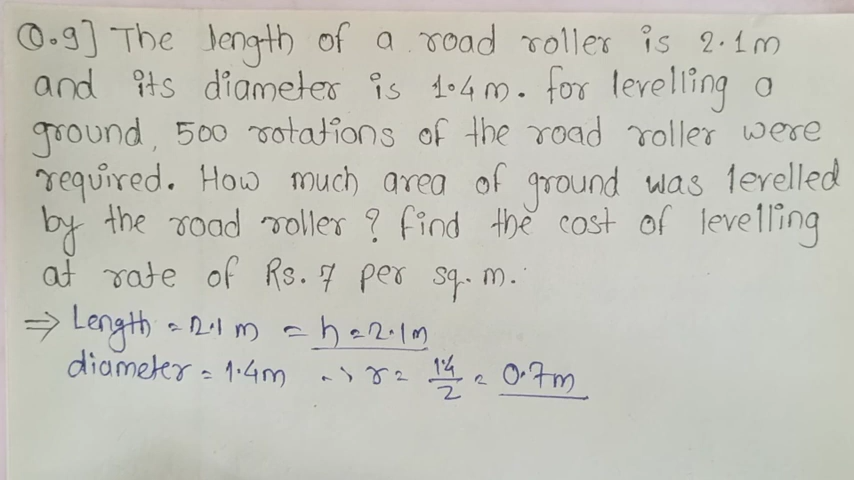 Q.9] The length of a road roller is 2.1m
and its diameter is 1.4m. for levelling a
ground, 500 rotations of the road roller were
required. How much area of ground was levelled
by the road roller? find the cost of levelling
at rate of Rs. 7 per sq. m.
⇒ Length = 2.1 m = h = 2.1m
diameter = 1.4m ∴ r = 1.4/2 = 0.7m